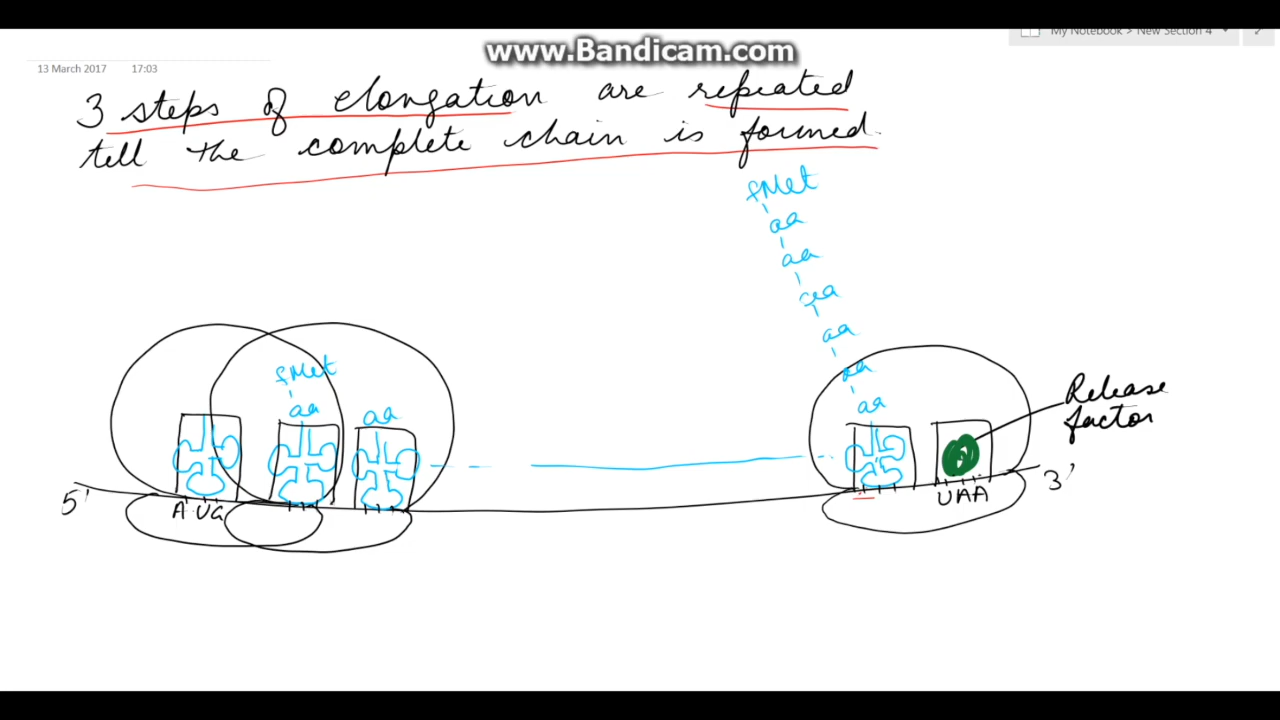 My Notebook > New Section 4
www.Bandicam.com
13 March 2017 17:03
3 steps of elongation are repeated
tell the complete chain is formed.
fMet
aa
aa
aa
aa
aa
aa
fMet
aa
aa
Release
factor
5'
AUG
UAA
3'